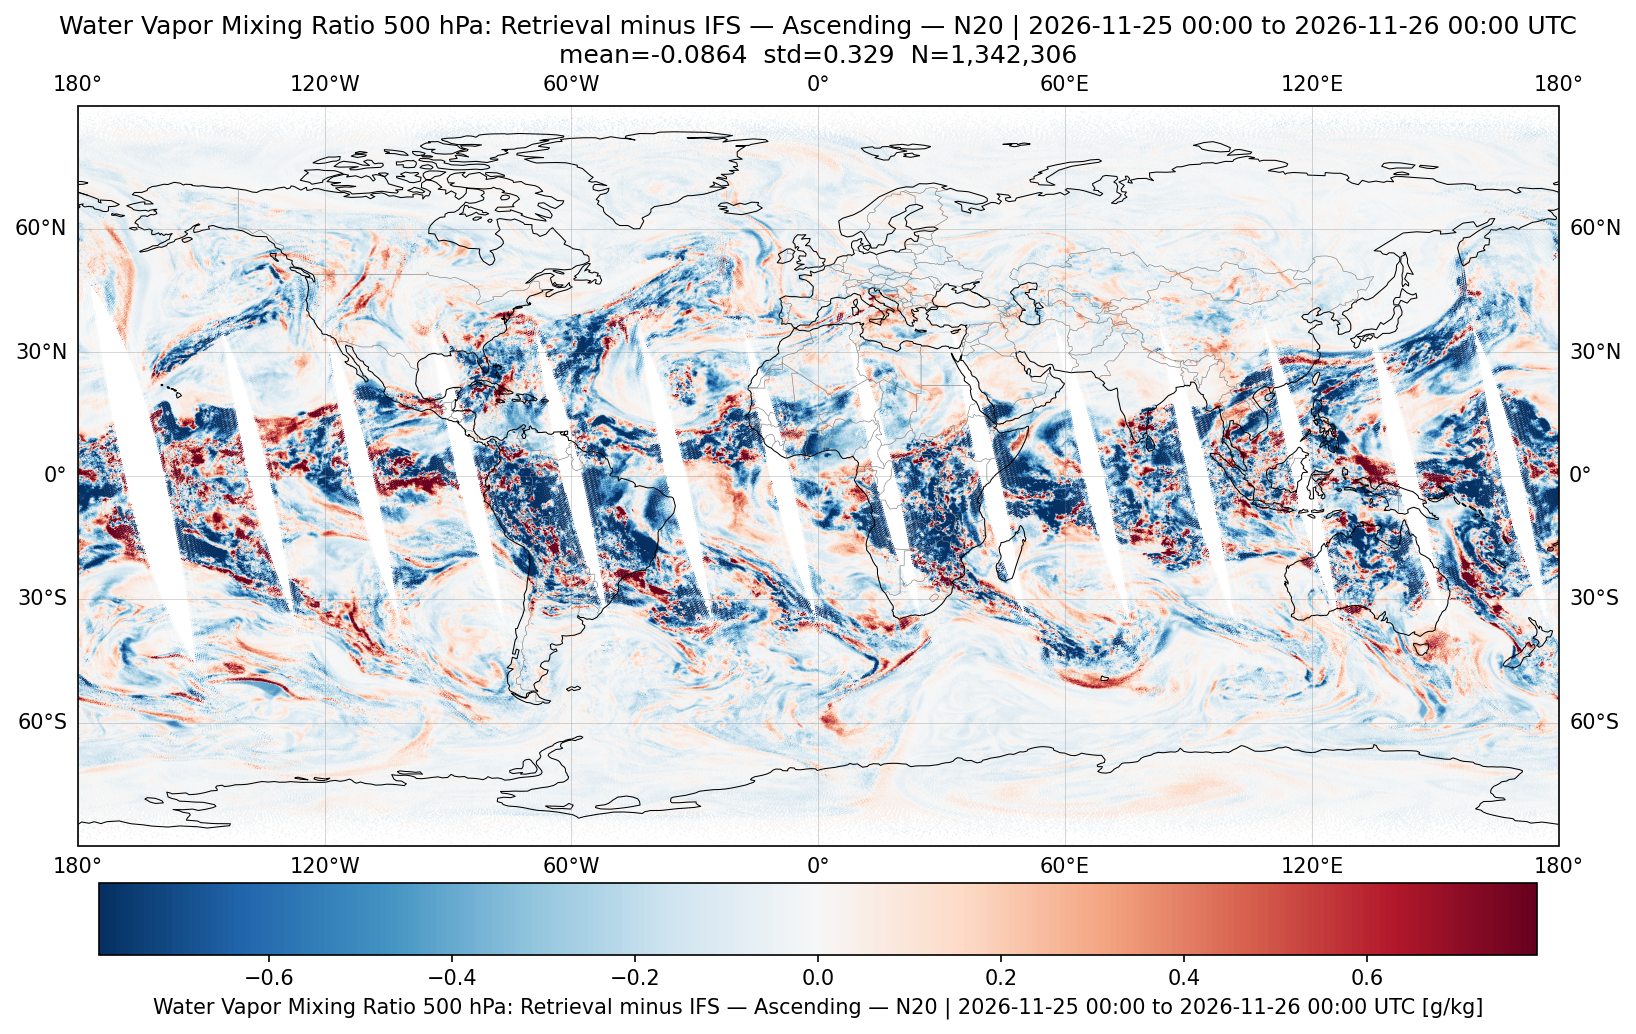 Water Vapor Mixing Ratio 500 hPa: Retrieval minus IFS — Ascending — N20 | 2026-11-25 00:00 to 2026-11-26 00:00 UTC
mean=-0.0864 std=0.329 N=1,342,306
180° 120°W 60°W 0° 60°E 120°E 180°
60°N 60°N
30°N 30°N
0° 0°
30°S 30°S
60°S 60°S
180° 120°W 60°W 0° 60°E 120°E 180°
−0.6 −0.4 −0.2 0.0 0.2 0.4 0.6
Water Vapor Mixing Ratio 500 hPa: Retrieval minus IFS — Ascending — N20 | 2026-11-25 00:00 to 2026-11-26 00:00 UTC [g/kg]